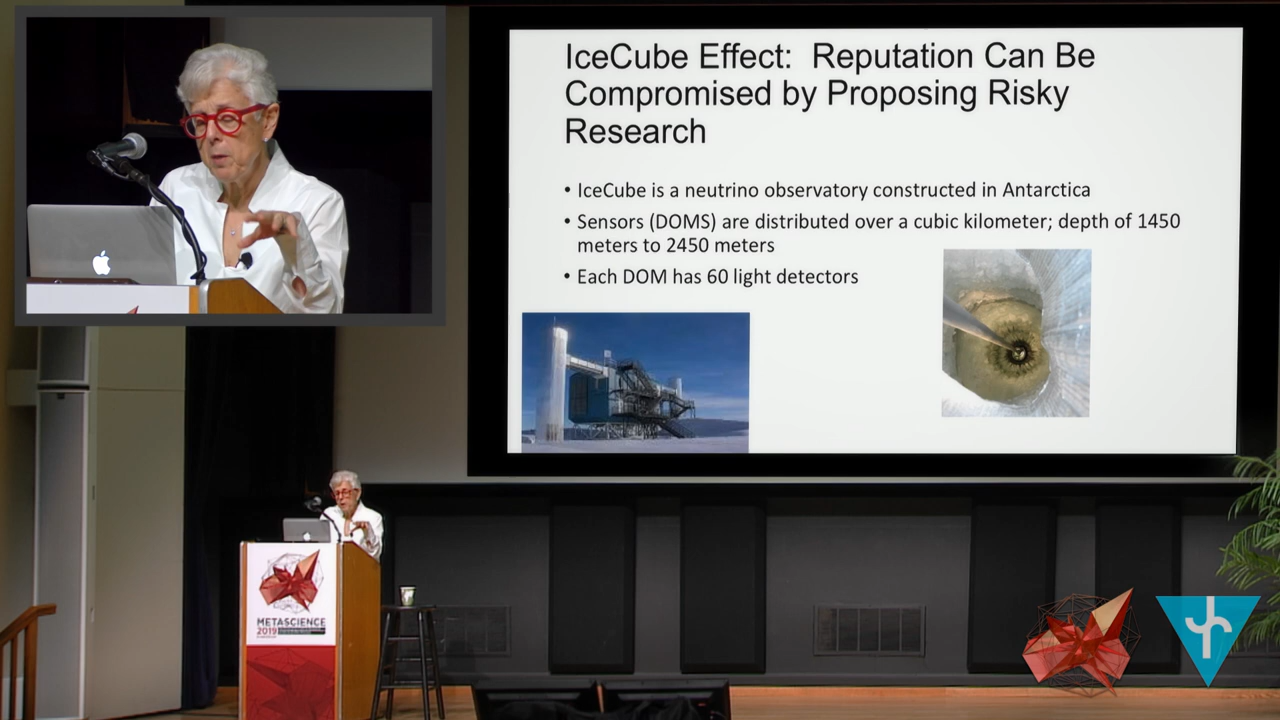 IceCube Effect: Reputation Can Be
Compromised by Proposing Risky
Research
• IceCube is a neutrino observatory constructed in Antarctica
• Sensors (DOMS) are distributed over a cubic kilometer; depth of 1450
meters to 2450 meters
• Each DOM has 60 light detectors
METASCIENCE
2019